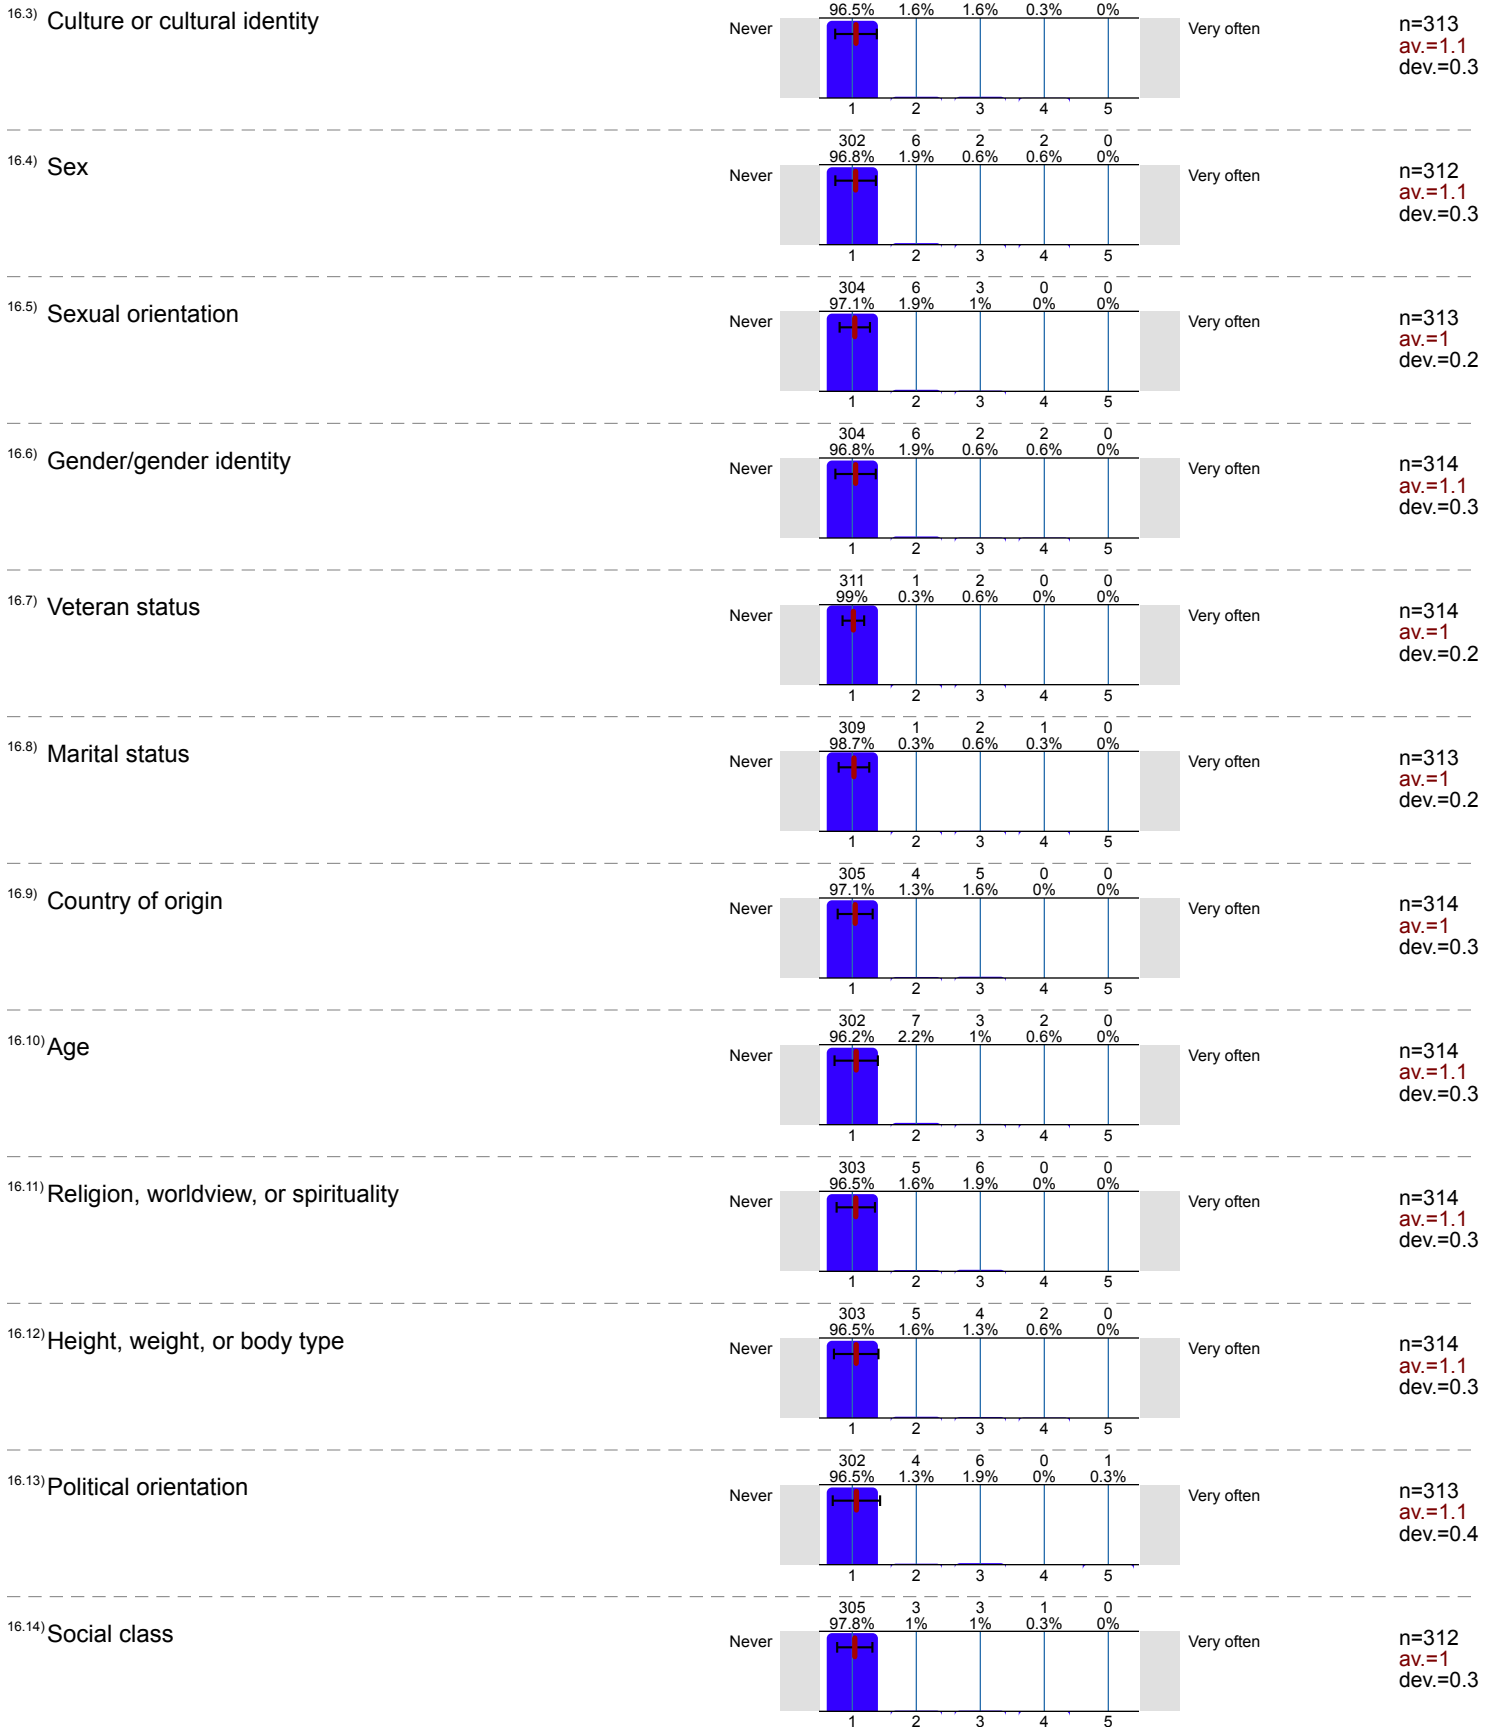 16.3) Culture or cultural identity
96.5% 1.6% 1.6% 0.3% 0%
Never Very often
n=313
av.=1.1
dev.=0.3
1 2 3 4 5
302 6 2 2 0
16.4) Sex
96.8% 1.9% 0.6% 0.6% 0%
Never Very often
n=312
av.=1.1
dev.=0.3
1 2 3 4 5
304 6 3 0 0
16.5) Sexual orientation
97.1% 1.9% 1% 0% 0%
Never Very often
n=313
av.=1
dev.=0.2
1 2 3 4 5
304 6 2 2 0
16.6) Gender/gender identity
96.8% 1.9% 0.6% 0.6% 0%
Never Very often
n=314
av.=1.1
dev.=0.3
1 2 3 4 5
311 1 2 0 0
16.7) Veteran status
99% 0.3% 0.6% 0% 0%
Never Very often
n=314
av.=1
dev.=0.2
1 2 3 4 5
309 1 2 1 0
16.8) Marital status
98.7% 0.3% 0.6% 0.3% 0%
Never Very often
n=313
av.=1
dev.=0.2
1 2 3 4 5
305 4 5 0 0
16.9) Country of origin
97.1% 1.3% 1.6% 0% 0%
Never Very often
n=314
av.=1
dev.=0.3
1 2 3 4 5
302 7 3 2 0
16.10) Age
96.2% 2.2% 1% 0.6% 0%
Never Very often
n=314
av.=1.1
dev.=0.3
1 2 3 4 5
303 5 6 0 0
16.11) Religion, worldview, or spirituality
96.5% 1.6% 1.9% 0% 0%
Never Very often
n=314
av.=1.1
dev.=0.3
1 2 3 4 5
303 5 4 2 0
16.12) Height, weight, or body type
96.5% 1.6% 1.3% 0.6% 0%
Never Very often
n=314
av.=1.1
dev.=0.3
1 2 3 4 5
302 4 6 0 1
16.13) Political orientation
96.5% 1.3% 1.9% 0% 0.3%
Never Very often
n=313
av.=1.1
dev.=0.4
1 2 3 4 5
305 3 3 1 0
16.14) Social class
97.8% 1% 1% 0.3% 0%
Never Very often
n=312
av.=1
dev.=0.3
1 2 3 4 5